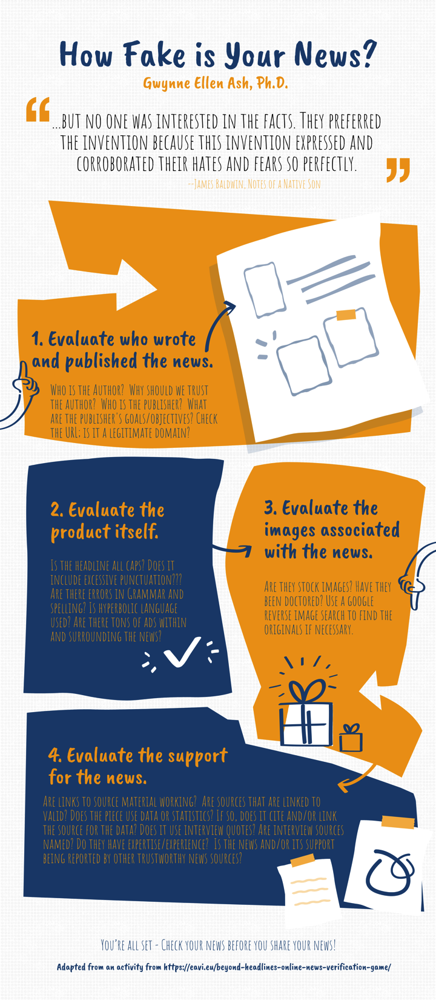 How Fake is Your News?
Gwynne Ellen Ash, Ph.D.
“ ...but no one was interested in the facts. They preferred
the invention because this invention expressed and
corroborated their hates and fears so perfectly. ”
--James Baldwin, Notes of a Native Son
1. Evaluate who wrote
and published the news.
Who is the Author? Why should we trust
the author? Who is the publisher? What
are the publisher's goals/objectives? Check
the URL; is it a legitimate domain?
2. Evaluate the
product itself.
Is the headline all caps? Does it
include excessive punctuation???
Are there errors in Grammar and
spelling? Is hyperbolic language
used? Are there tons of ads within
and surrounding the news?
3. Evaluate the
images associated
with the news.
Are they stock images? Have they
been doctored? Use a google
reverse image search to find the
originals if necessary.
4. Evaluate the support
for the news.
Are links to source material working? Are sources that are linked to
valid? Does the piece use data or statistics? If so, does it cite and/or link
the source for the data? Does it use interview quotes? Are interview sources
named? Do they have expertise/experience? Is the news and/or its support
being reported by other trustworthy news sources?
You're all set - Check your news before you share your news!
Adapted from an activity from https://eavi.eu/beyond-headlines-online-news-verification-game/